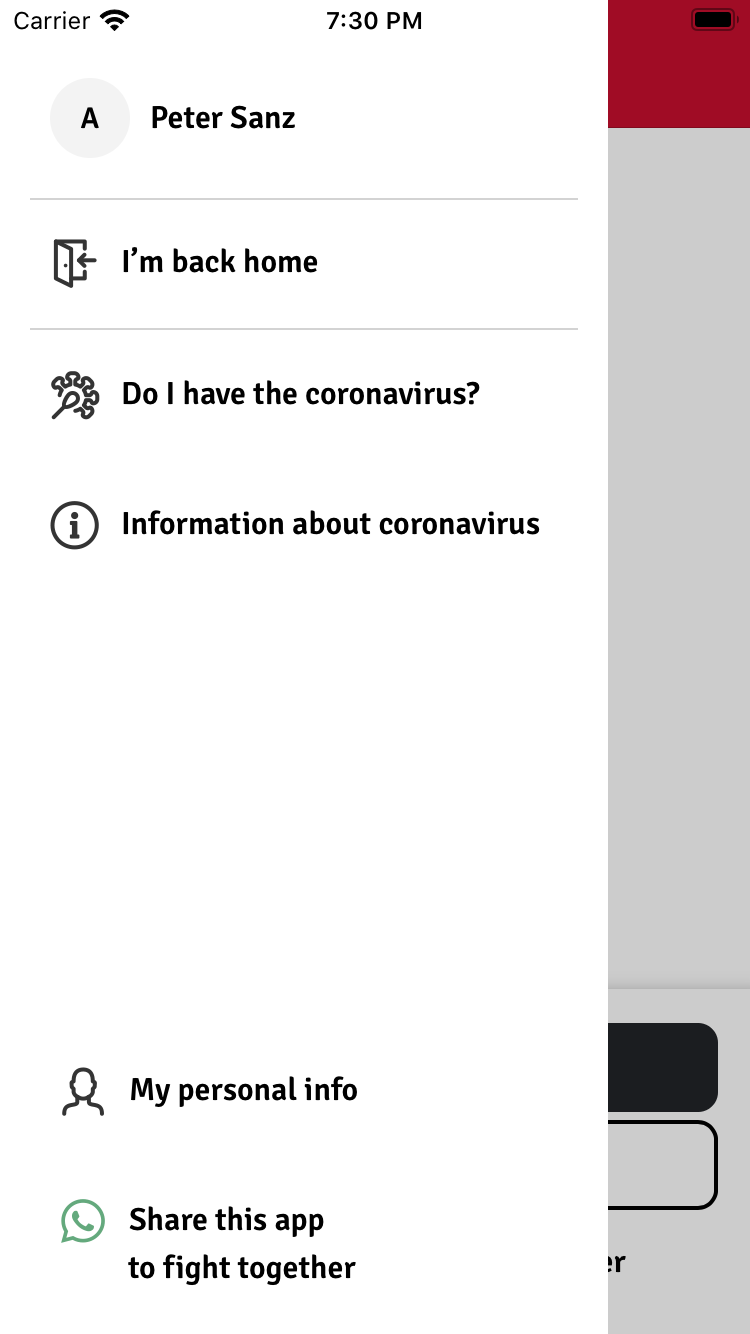 Carrier 7:30 PM
A Peter Sanz
I’m back home
Do I have the coronavirus?
Information about coronavirus
My personal info
Share this app
to fight together
er